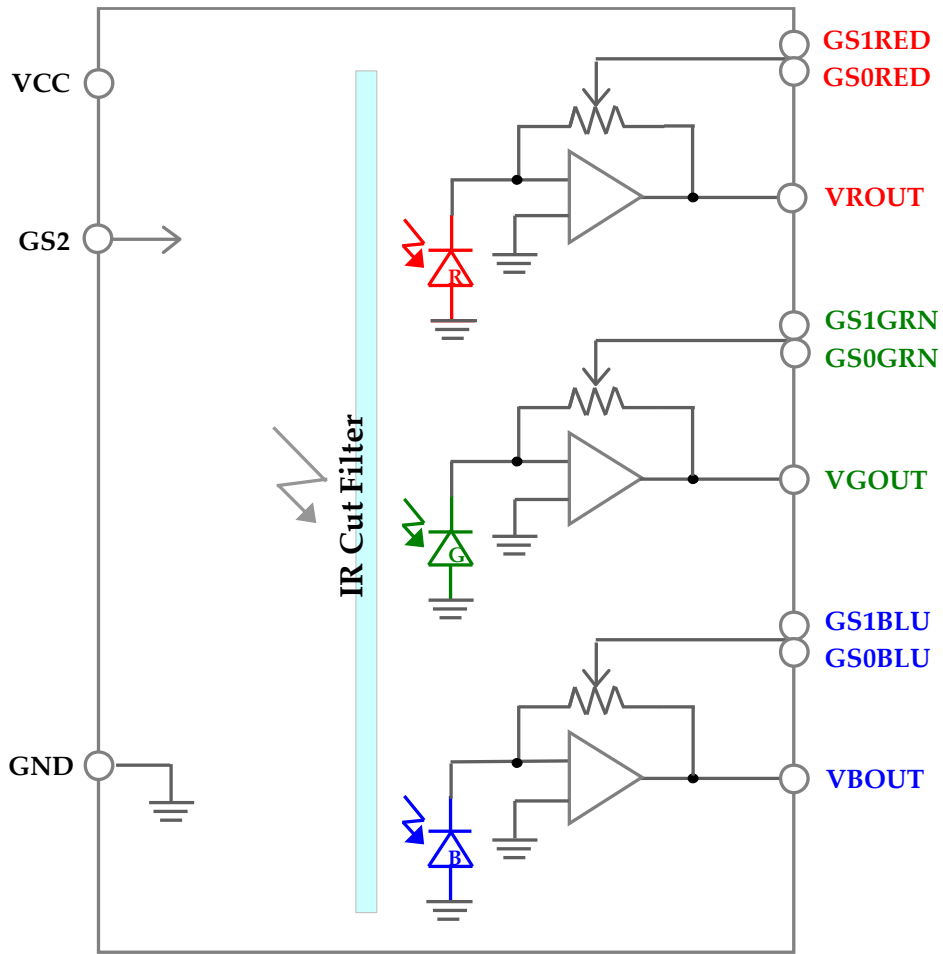 GS1RED
VCC
GS0RED
VROUT
GS2
R
GS1GRN
GS0GRN
IR Cut Filter
VGOUT
G
GS1BLU
GS0BLU
GND
VBOUT
B